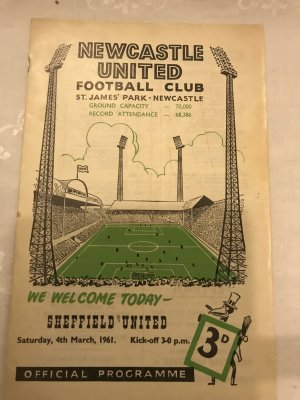 NEWCASTLE
UNITED
FOOTBALL CLUB
ST. JAMES' PARK · NEWCASTLE
GROUND CAPACITY — 70,000
RECORD ATTENDANCE — 68,386
WE WELCOME TODAY—
SHEFFIELD UNITED
Saturday, 4th March, 1961. Kick-off 3-0 p.m.
3D
OFFICIAL PROGRAMME